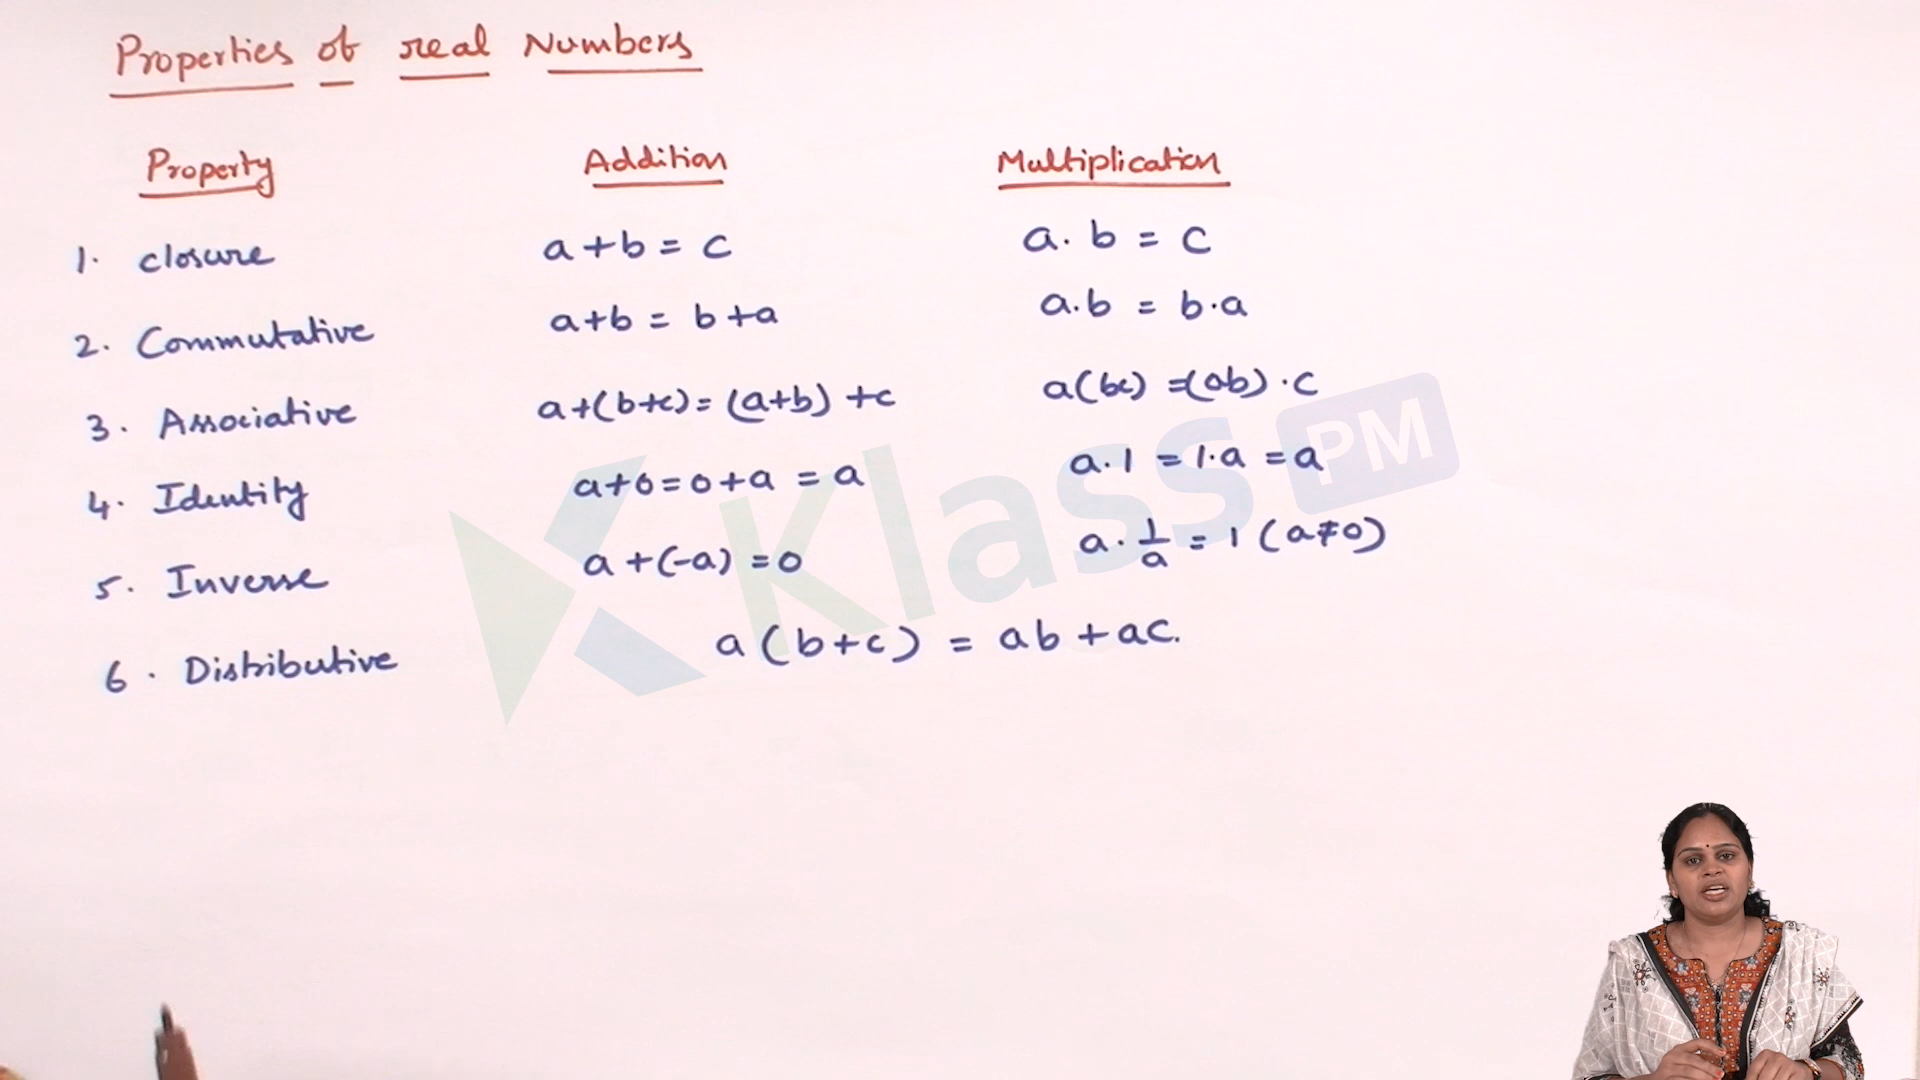 Properties of real Numbers
Property Addition Multiplication
1. closure a+b = c a.b = c
2. Commutative a+b = b+a a.b = b.a
3. Associative a+(b+c) = (a+b)+c a(bc) = (ab).c
4. Identity a+0=0+a = a a.1 = 1.a = a
5. Inverse a+(-a) = 0 a.1/a = 1 (a≠0)
6. Distributive a(b+c) = ab+ac.
Klass PM